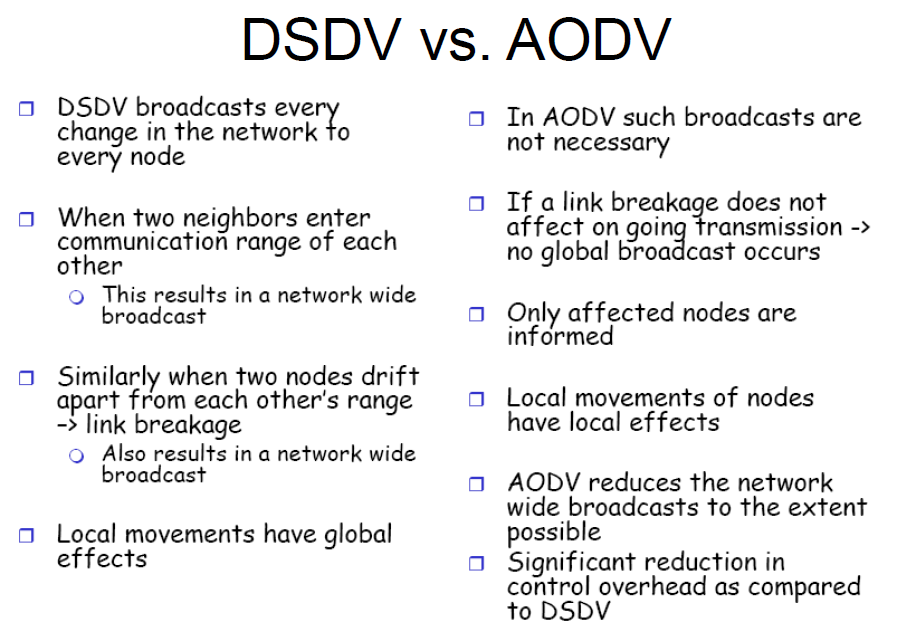 DSDV vs. AODV
DSDV broadcasts every
change in the network to
every node
When two neighbors enter
communication range of each
other
This results in a network wide
broadcast
Similarly when two nodes drift
apart from each other's range
-> link breakage
Also results in a network wide
broadcast
Local movements have global
effects
In AODV such broadcasts are
not necessary
If a link breakage does not
affect on going transmission ->
no global broadcast occurs
Only affected nodes are
informed
Local movements of nodes
have local effects
AODV reduces the network
wide broadcasts to the extent
possible
Significant reduction in
control overhead as compared
to DSDV